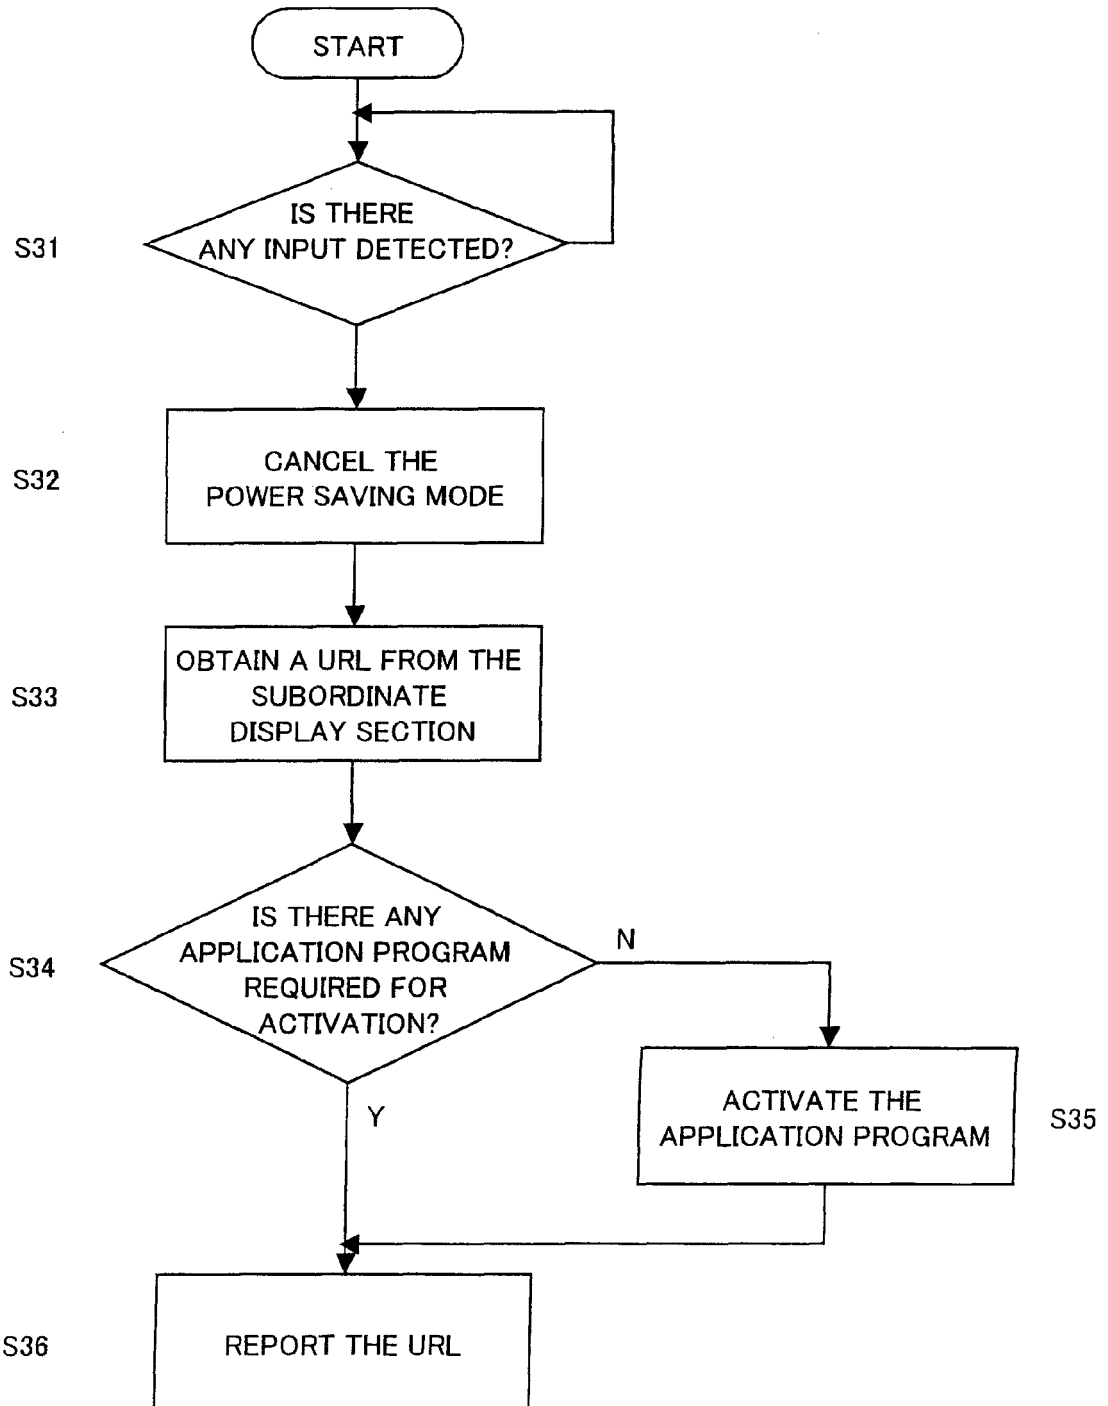 START
S31
IS THERE
ANY INPUT DETECTED?
S32
CANCEL THE
POWER SAVING MODE
S33
OBTAIN A URL FROM THE
SUBORDINATE
DISPLAY SECTION
S34
IS THERE ANY
APPLICATION PROGRAM
REQUIRED FOR
ACTIVATION?
N
Y
ACTIVATE THE
APPLICATION PROGRAM
S35
S36
REPORT THE URL